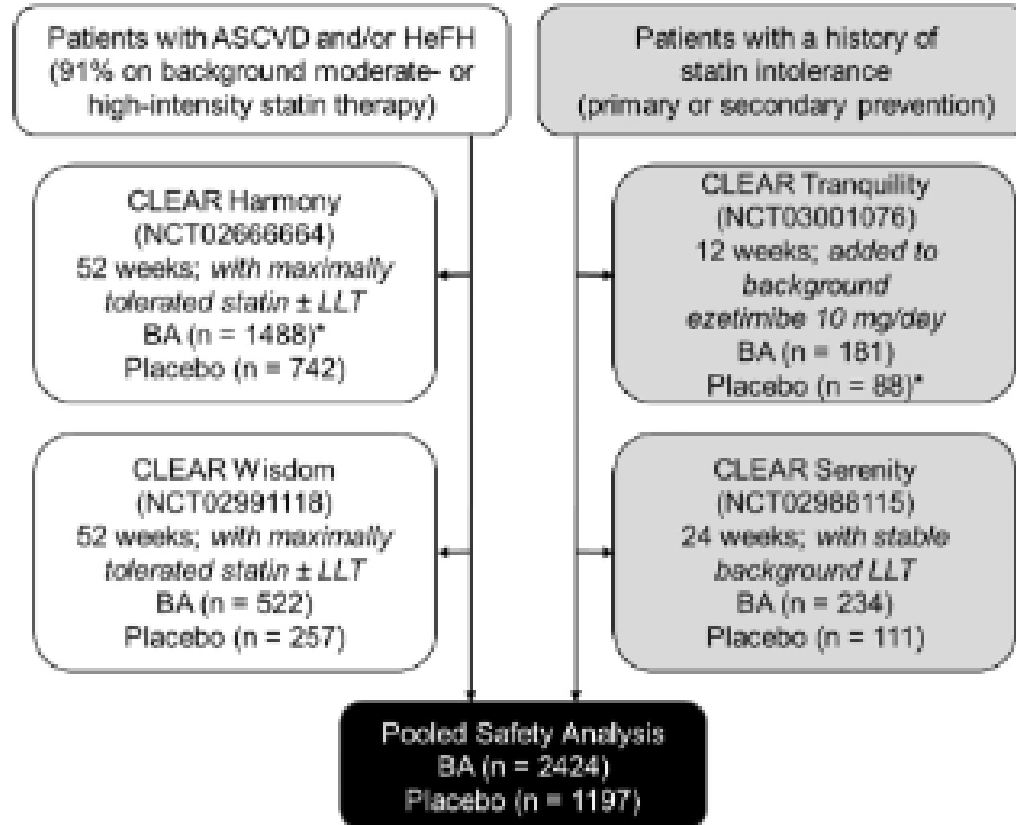 Patients with ASCVD and/or HeFH
(91% on background moderate- or
high-intensity statin therapy)
Patients with a history of
statin intolerance
(primary or secondary prevention)
CLEAR Harmony
(NCT02666664)
52 weeks; with maximally
tolerated statin ± LLT
BA (n = 1488)*
Placebo (n = 742)
CLEAR Tranquility
(NCT03001076)
12 weeks; added to
background
ezetimibe 10 mg/day
BA (n = 181)
Placebo (n = 88)*
CLEAR Wisdom
(NCT02991118)
52 weeks; with maximally
tolerated statin ± LLT
BA (n = 522)
Placebo (n = 257)
CLEAR Serenity
(NCT02988115)
24 weeks; with stable
background LLT
BA (n = 234)
Placebo (n = 111)
Pooled Safety Analysis
BA (n = 2424)
Placebo (n = 1197)